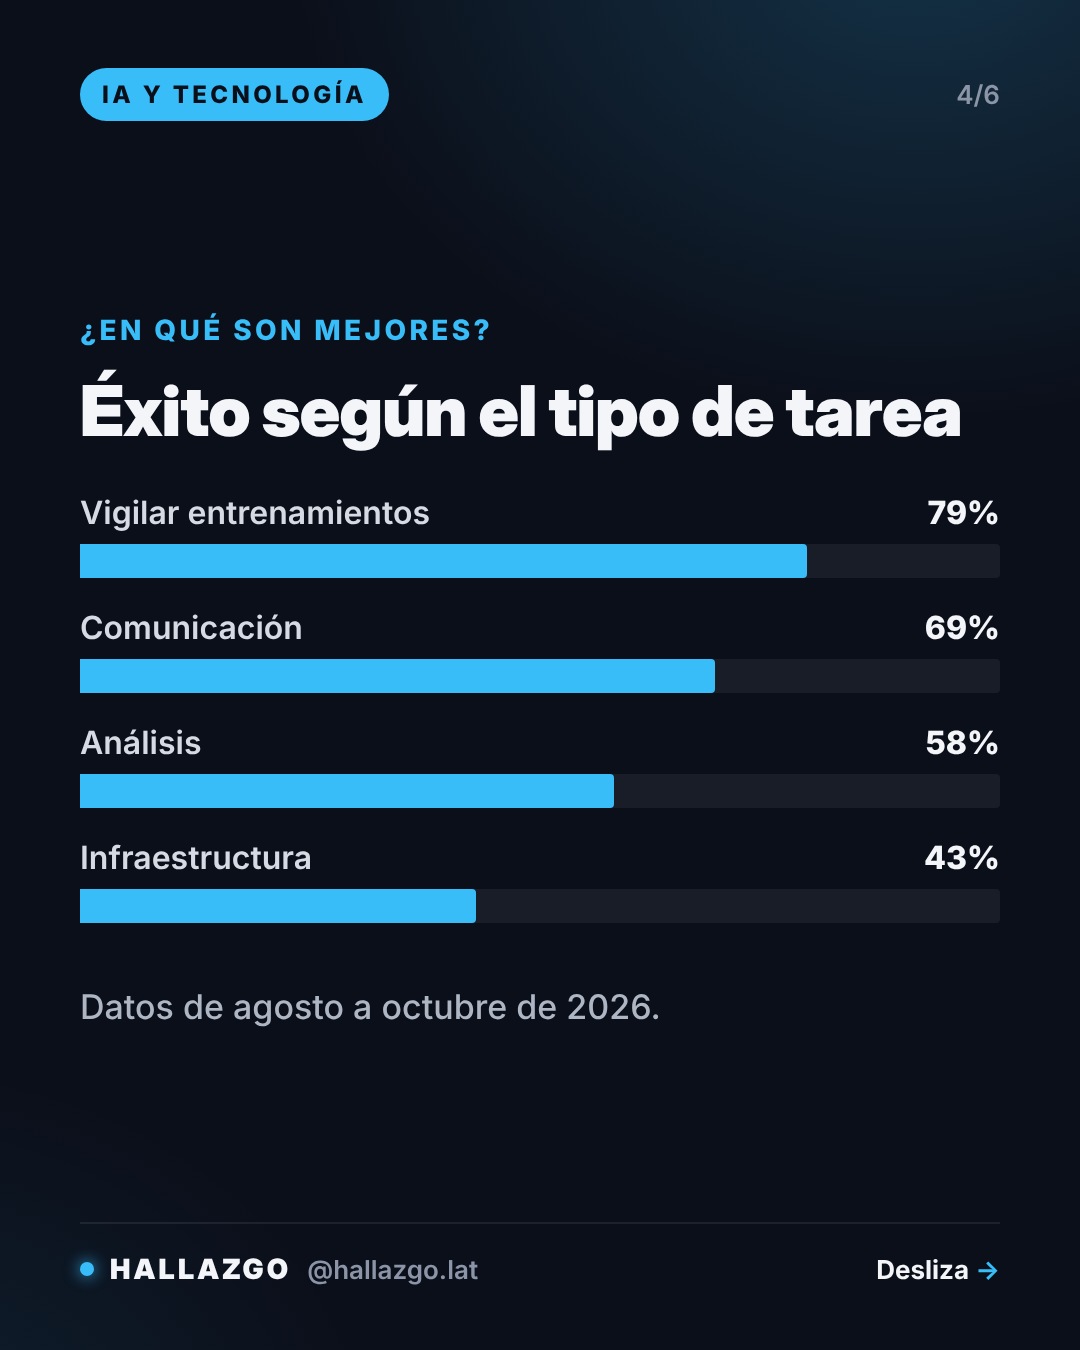 IA Y TECNOLOGÍA
4/6
¿EN QUÉ SON MEJORES?
Éxito según el tipo de tarea
Vigilar entrenamientos 79%
Comunicación 69%
Análisis 58%
Infraestructura 43%
Datos de agosto a octubre de 2026.
HALLAZGO @hallazgo.lat
Desliza →